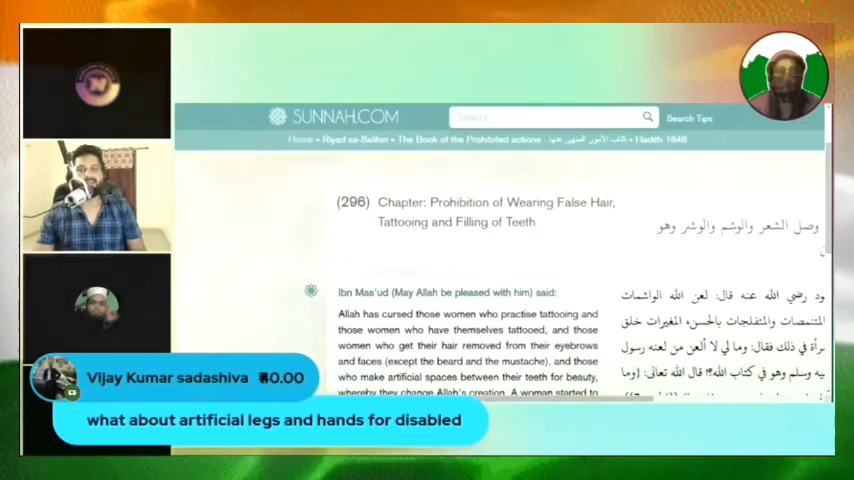 SUNNAH.COM
Search
Search Tips
Home » Riyad as-Salihin » The Book of the Prohibited actions - كتاب الأمور المنهي عنها » Hadith 1646
(296) Chapter: Prohibition of Wearing False Hair,
Tattooing and Filling of Teeth
وصل الشعر والوشم والوشر وهو
Ibn Mas'ud (May Allah be pleased with him) said:
Allah has cursed those women who practise tattooing and
those women who have themselves tattooed, and those
women who get their hair removed from their eyebrows
and faces (except the beard and the mustache), and those
who make artificial spaces between their teeth for beauty,
whereby they change Allah's creation. A woman started to
ود رضي الله عنه قال: لعن الله الواشمات
المتنمصات والمتفلجات بالحسن، المغيرات خلق
مرأة في ذلك فقال: وما لي لا ألعن من لعنه رسول
يه وسلم وهو في كتاب الله؟! قال الله تعالى: {وما
Vijay Kumar sadashiva 40.00
what about artificial legs and hands for disabled